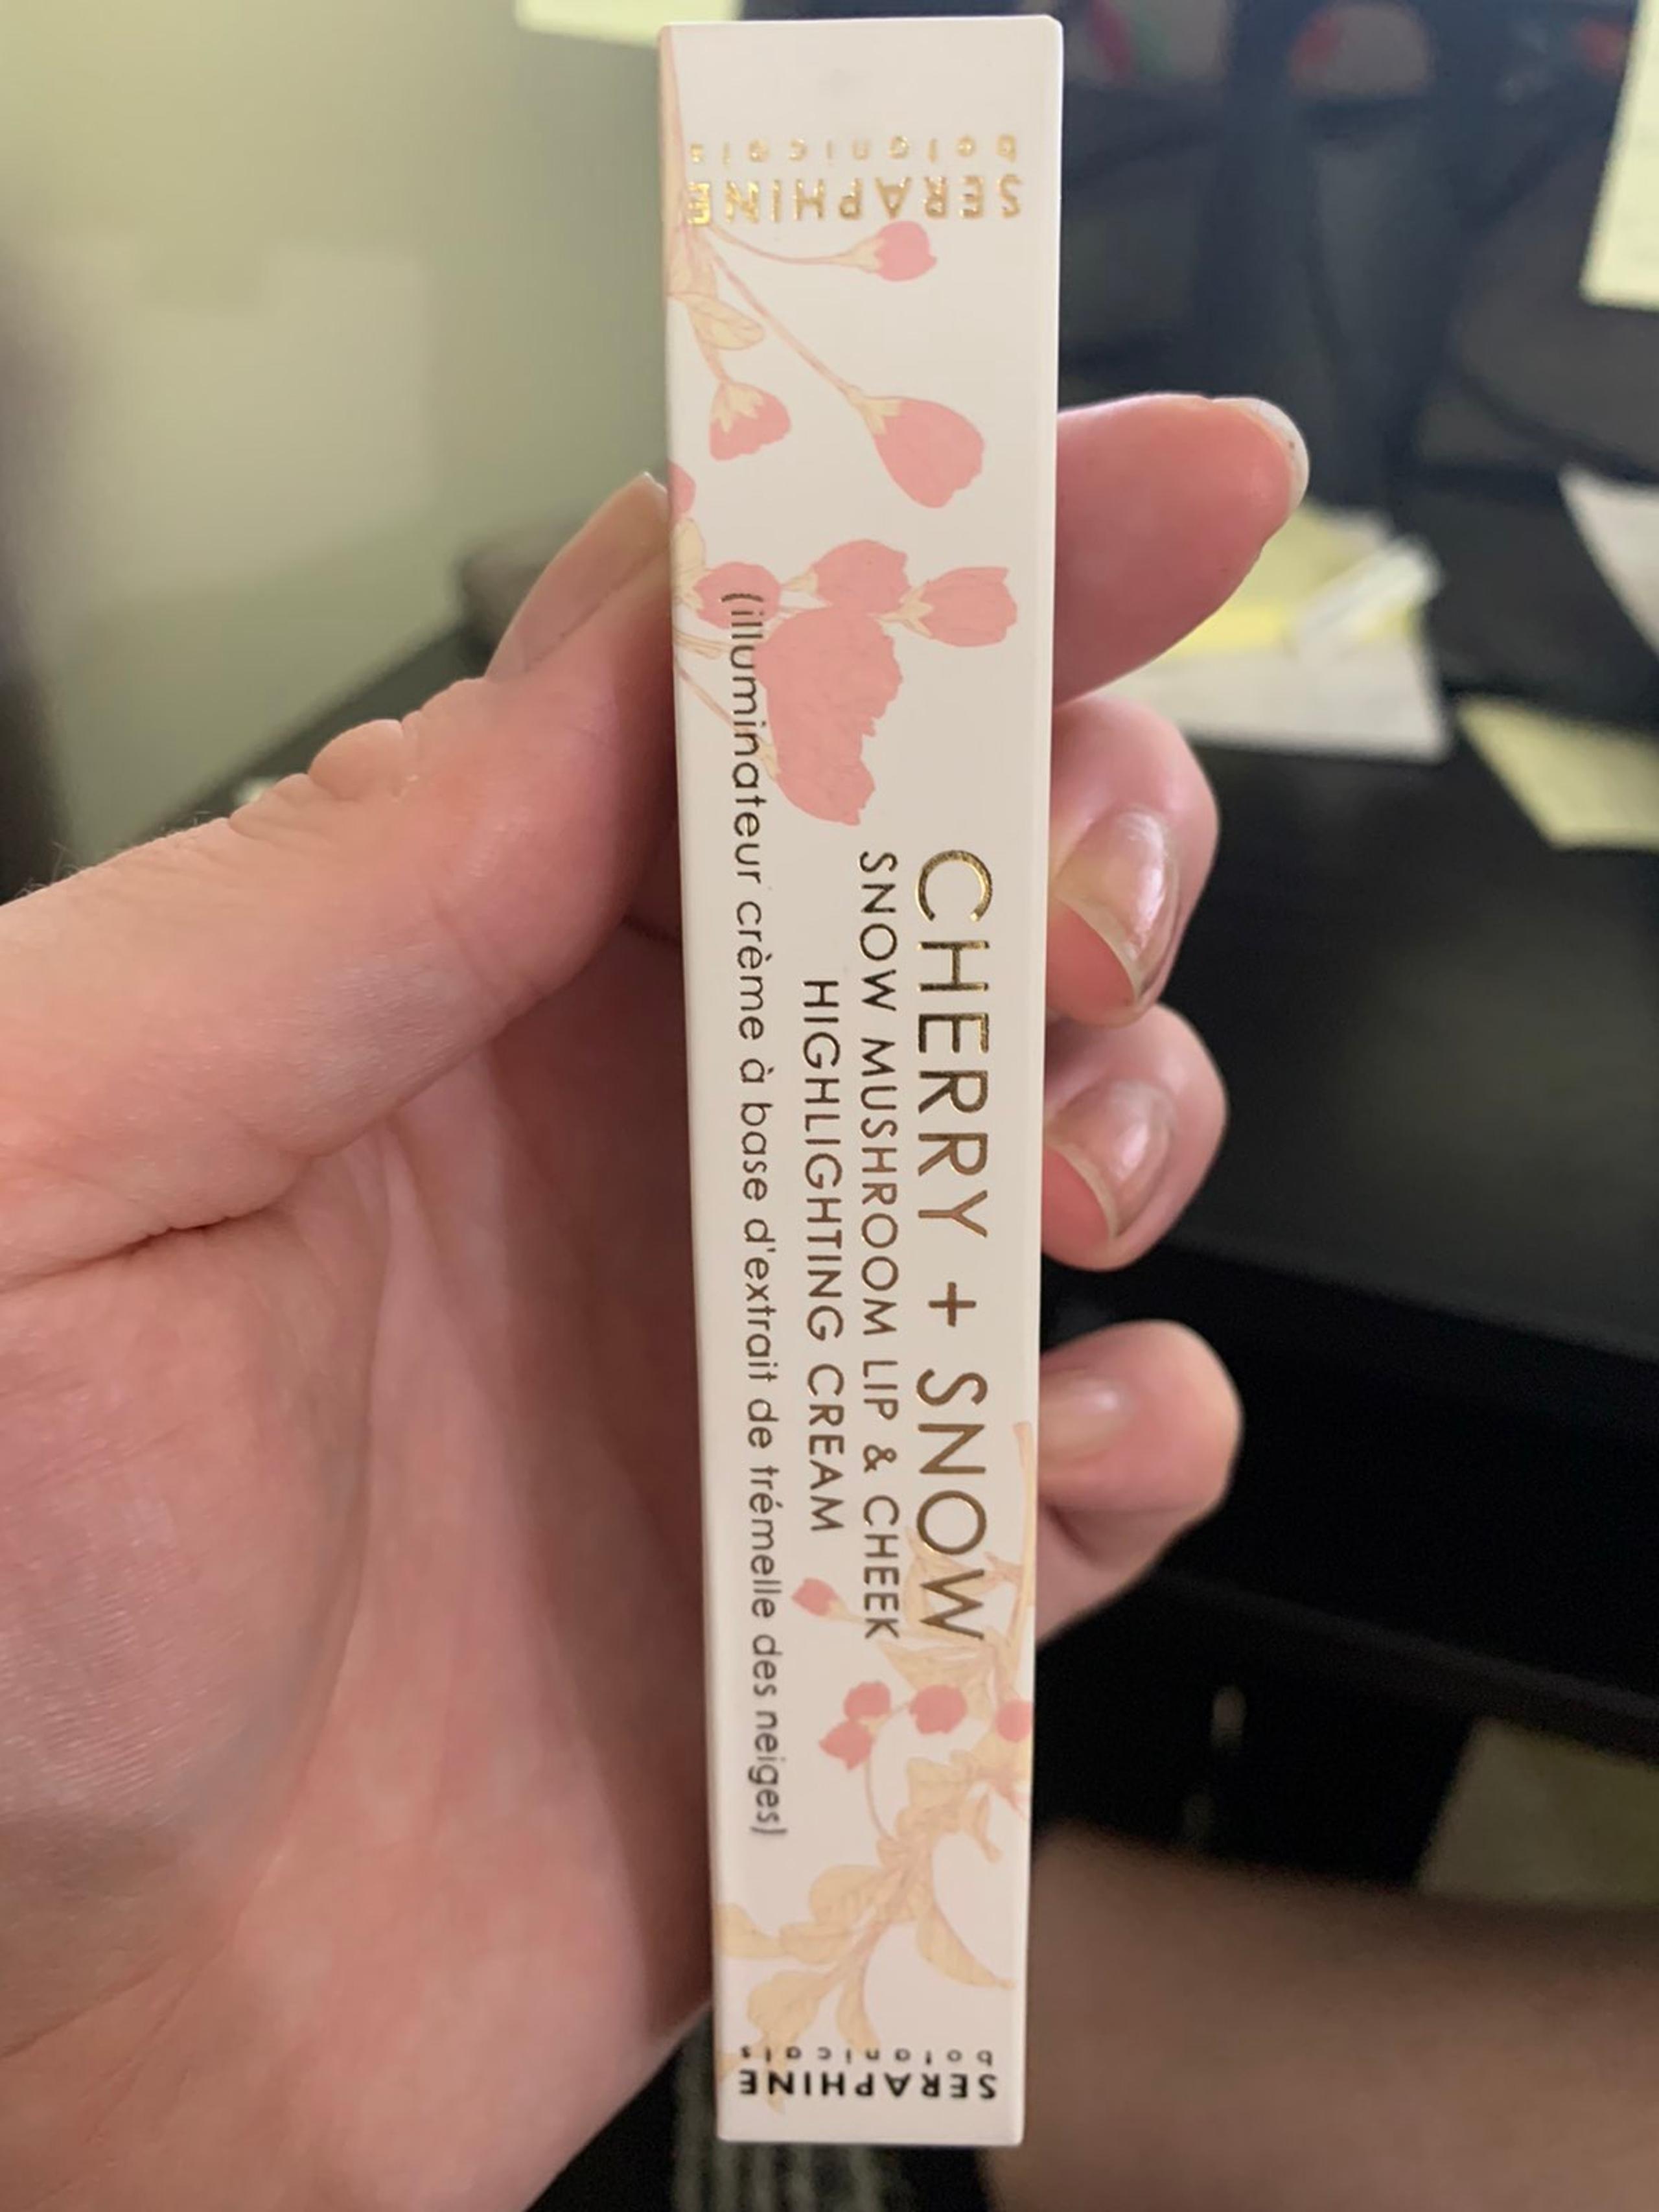 SERAPHINE
botanicals
CHERRY + SNOW
SNOW MUSHROOM LIP & CHEEK
HIGHLIGHTING CREAM
(illuminateur crème à base d'extrait de trémelle des neiges)
SERAPHINE
botanicals